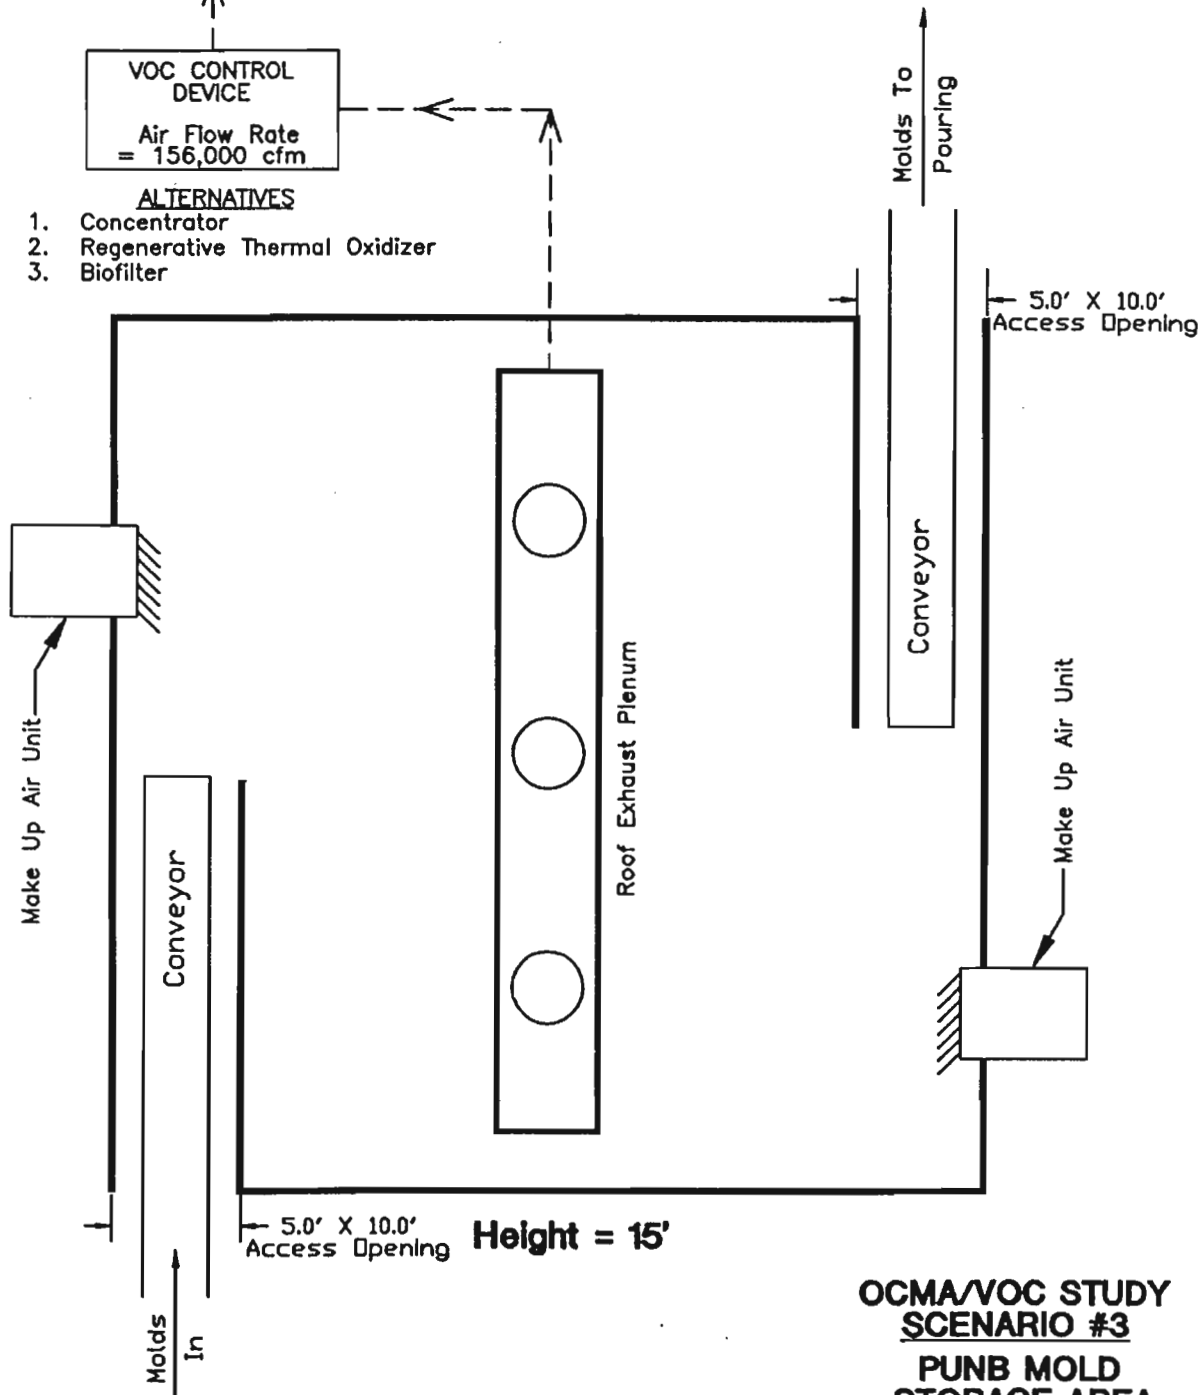 VOC CONTROL
DEVICE
Air Flow Rate
= 156,000 cfm
ALTERNATIVES
1. Concentrator
2. Regenerative Thermal Oxidizer
3. Biofilter
Molds To
Pouring
5.0' X 10.0'
Access Opening
Conveyor
Make Up Air Unit
Roof Exhaust Plenum
Make Up Air Unit
Conveyor
5.0' X 10.0'
Access Opening
Height = 15'
Molds
In
OCMA/VOC STUDY
SCENARIO #3
PUNB MOLD
STORAGE AREA